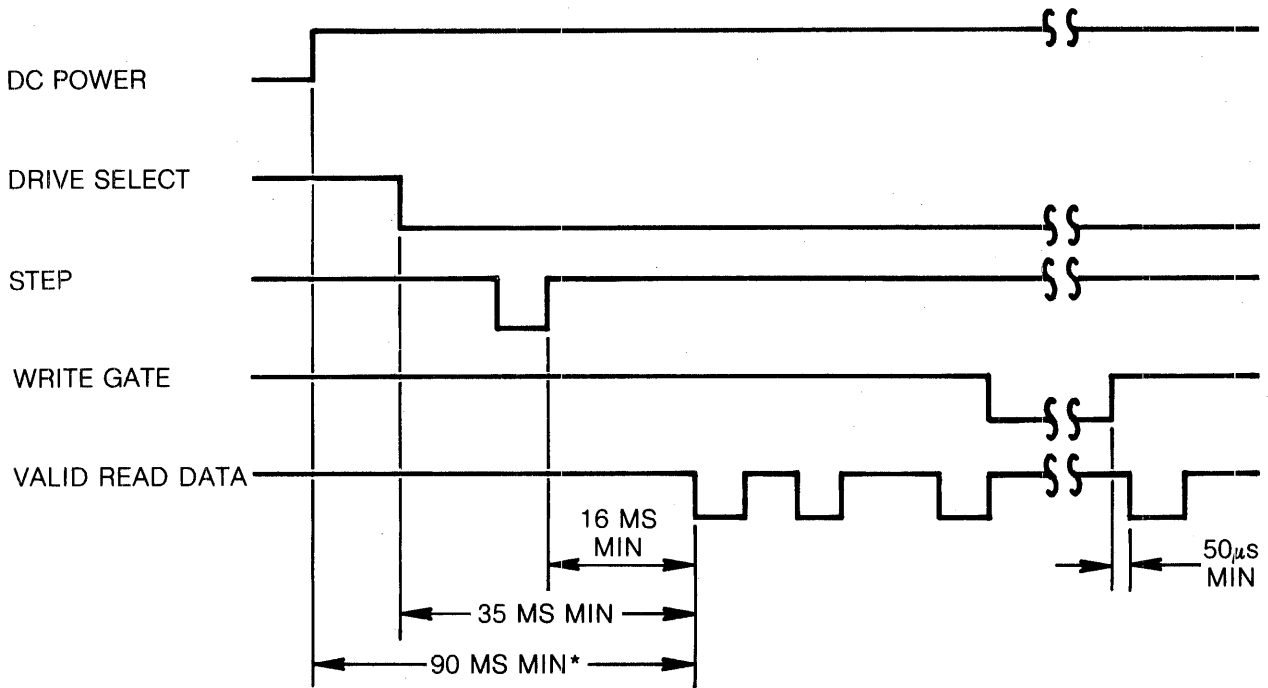 DC POWER
DRIVE SELECT
STEP
WRITE GATE
VALID READ DATA
16 MS
MIN
50µs
MIN
35 MS MIN
90 MS MIN*